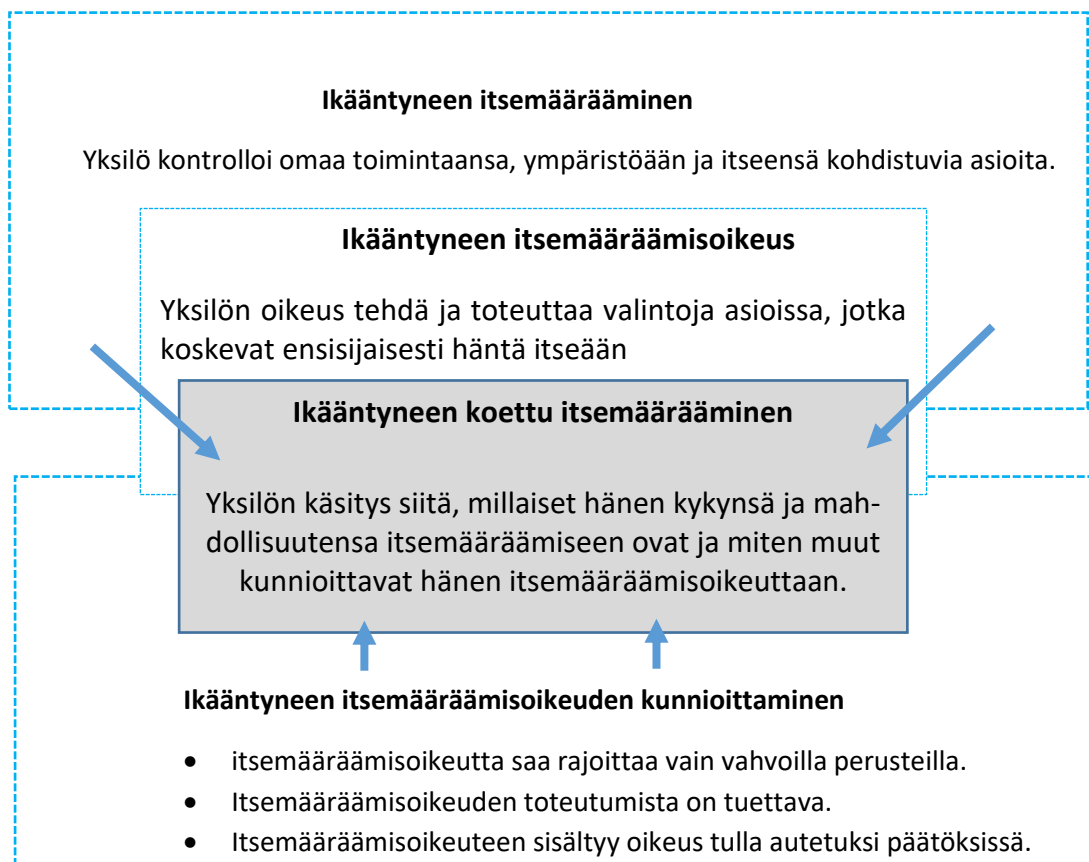 Ikääntyneen itsemäärääminen
Yksilö kontrolloi omaa toimintaansa, ympäristöään ja itseensä kohdistuvia asioita.
Ikääntyneen itsemääräämisoikeus
Yksilön oikeus tehdä ja toteuttaa valintoja asioissa, jotka
koskevat ensisijaisesti häntä itseään
Ikääntyneen koettu itsemäärääminen
Yksilön käsitys siitä, millaiset hänen kykynsä ja mah-
dollisuutensa itsemääräämiseen ovat ja miten muut
kunnioittavat hänen itsemääräämisoikeuttaan.
Ikääntyneen itsemääräämisoikeuden kunnioittaminen
• itsemääräämisoikeutta saa rajoittaa vain vahvoilla perusteilla.
• Itsemääräämisoikeuden toteutumista on tuettava.
• Itsemääräämisoikeuteen sisältyy oikeus tulla autetuksi päätöksissä.